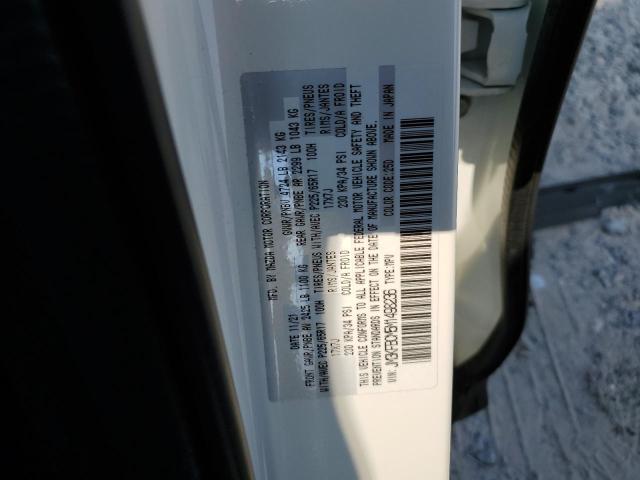 MFD. BY MAZDA MOTOR CORPORATION
DATE 11/21 GVWR/PNBV 4724 LB 2143 KG
FRONT GAWR/PNBE AV 2425 LB 1100 KG REAR GAWR/PNBE AR 2299 LB 1043 KG
WITH/AVEC P225/65R17 100H TIRES/PNEUS WITH/AVEC P225/65R17 100H TIRES/PNEUS
17X7J RIMS/JANTES 17X7J RIMS/JANTES
230 KPA/34 PSI COLD/A FROID 230 KPA/34 PSI COLD/A FROID
THIS VEHICLE CONFORMS TO ALL APPLICABLE FEDERAL MOTOR VEHICLE SAFETY AND THEFT
PREVENTION STANDARDS IN EFFECT ON THE DATE OF MANUFACTURE SHOWN ABOVE.
COLOR CODE:25D MADE IN JAPAN
VIN: TYPE:MPV